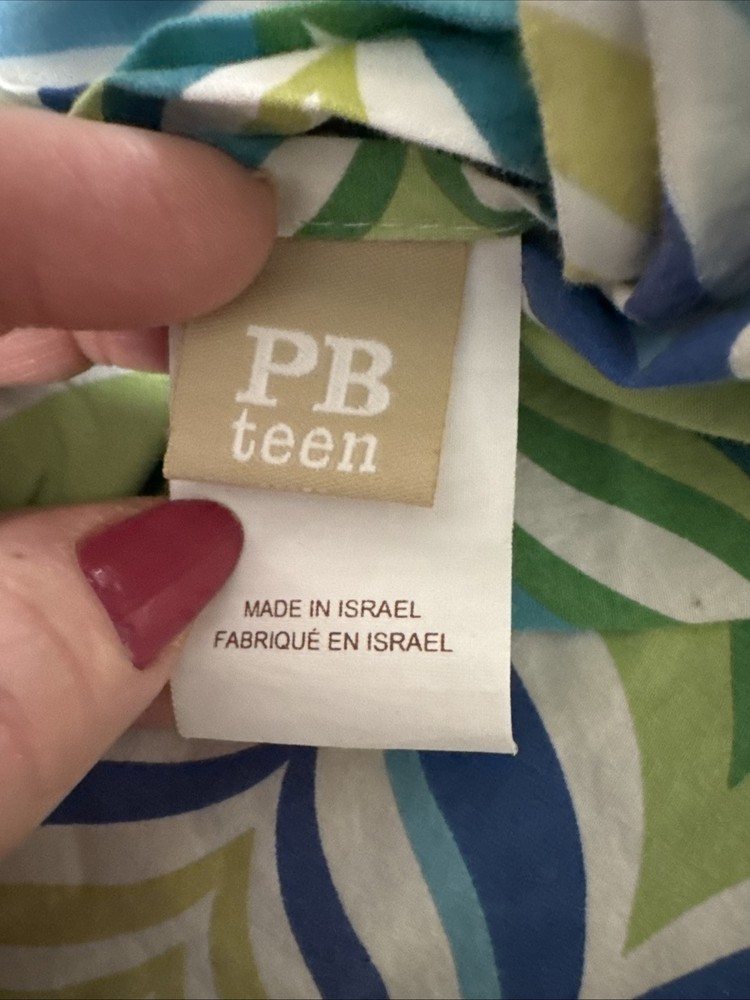 PB
teen
MADE IN ISRAEL
FABRIQUÉ EN ISRAEL